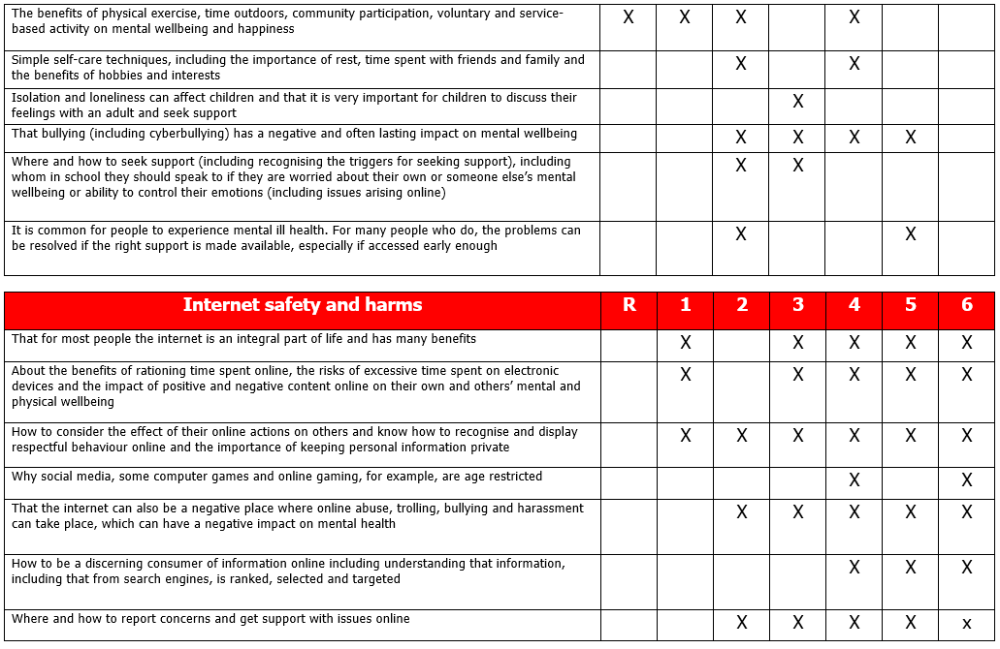 The benefits of physical exercise, time outdoors, community participation, voluntary and service- X X X X
based activity on mental wellbeing and happiness
Simple self-care techniques, including the importance of rest, time spent with friends and family and X X
the benefits of hobbies and interests
Isolation and loneliness can affect children and that it is very important for children to discuss their X
feelings with an adult and seek support
That bullying (including cyberbullying) has a negative and often lasting impact on mental wellbeing X X X X
Where and how to seek support (including recognising the triggers for seeking support), including X X
whom in school they should speak to if they are worried about their own or someone else’s mental
wellbeing or ability to control their emotions (including issues arising online)
It is common for people to experience mental ill health. For many people who do, the problems can X X
be resolved if the right support is made available, especially if accessed early enough
Internet safety and harms R 1 2 3 4 5 6
That for most people the internet is an integral part of life and has many benefits X X X X X
About the benefits of rationing time spent online, the risks of excessive time spent on electronic X X X X X
devices and the impact of positive and negative content online on their own and others’ mental and
physical wellbeing
How to consider the effect of their online actions on others and know how to recognise and display X X X X X X
respectful behaviour online and the importance of keeping personal information private
Why social media, some computer games and online gaming, for example, are age restricted X X
That the internet can also be a negative place where online abuse, trolling, bullying and harassment X X X X X
can take place, which can have a negative impact on mental health
How to be a discerning consumer of information online including understanding that information, X X X
including that from search engines, is ranked, selected and targeted
Where and how to report concerns and get support with issues online X X X X x